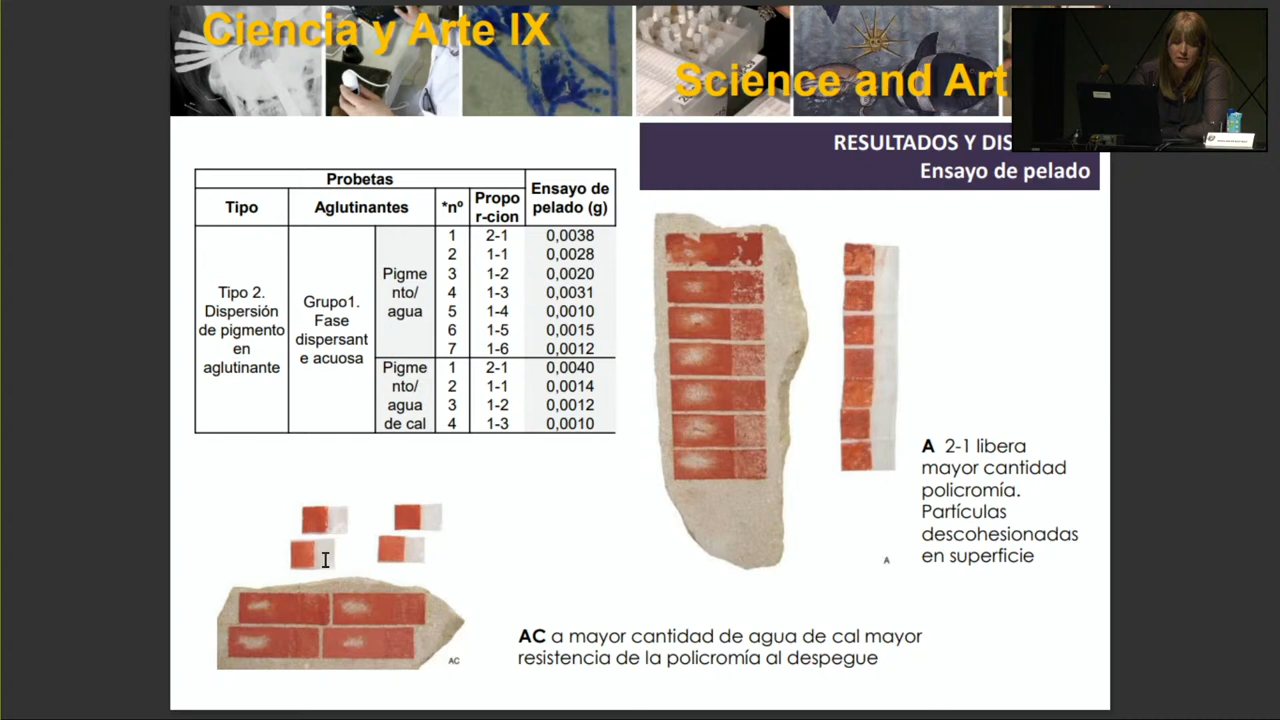 Ciencia y Arte IX
Science and Art
RESULTADOS Y DIS
Ensayo de pelado
Probetas
Ensayo de
pelado (g)
Tipo
Aglutinantes
*nº
Propo
r-cion
Tipo 2.
Dispersión
de pigmento
en
aglutinante
Grupo1.
Fase
dispersant
e acuosa
Pigme
nto/
agua
1 2-1 0,0038
2 1-1 0,0028
3 1-2 0,0020
4 1-3 0,0031
5 1-4 0,0010
6 1-5 0,0015
7 1-6 0,0012
Pigme
nto/
agua
de cal
1 2-1 0,0040
2 1-1 0,0014
3 1-2 0,0012
4 1-3 0,0010
A 2-1 libera
mayor cantidad
policromía.
Partículas
descohesionadas
en superficie
A
AC a mayor cantidad de agua de cal mayor
resistencia de la policromía al despegue
AC